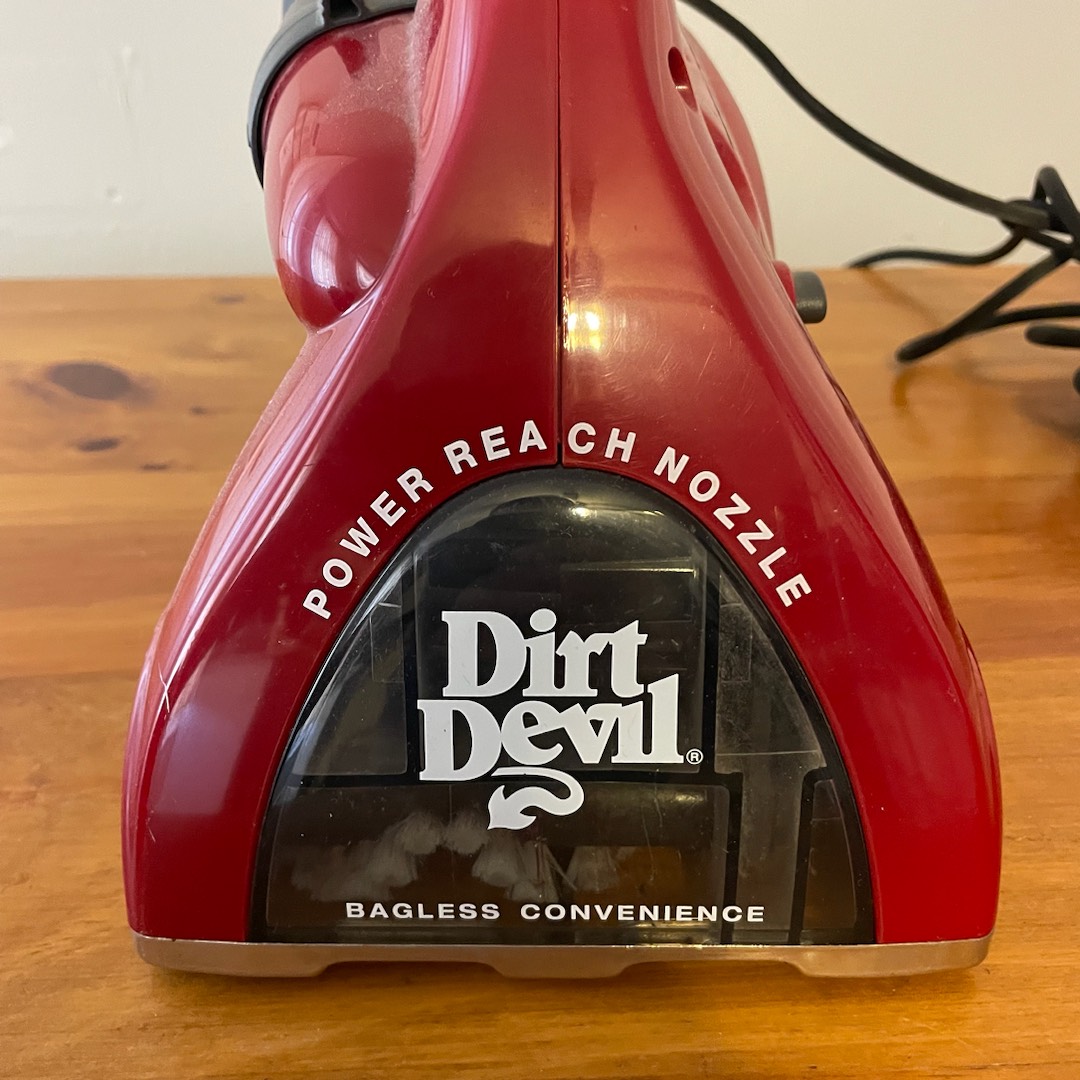 POWER REACH NOZZLE
Dirt
Devil®
BAGLESS CONVENIENCE